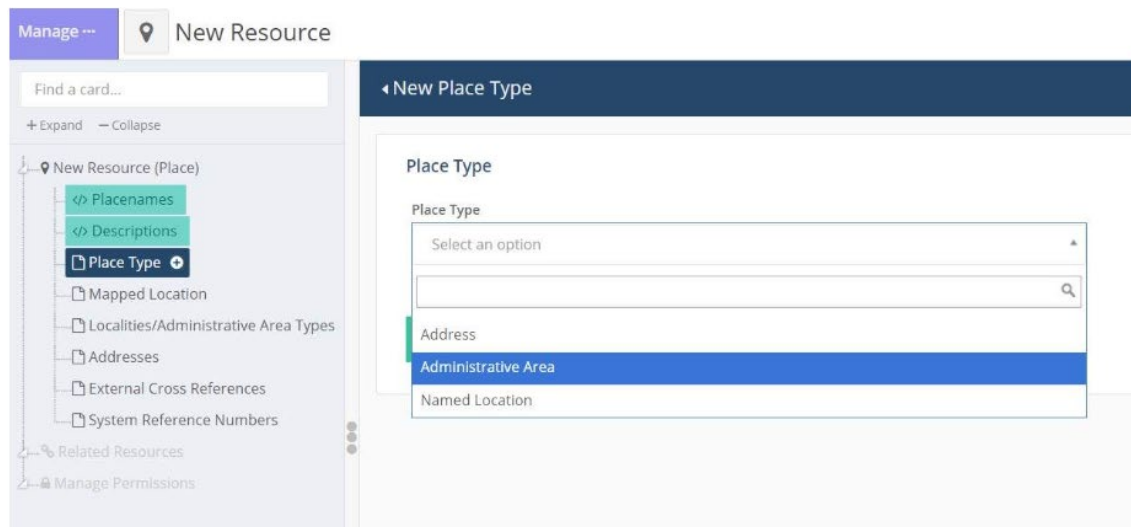 Manage ...
New Resource
Find a card...
+ Expand − Collapse
New Resource (Place)
</> Placenames
</> Descriptions
Place Type
Mapped Location
Localities/Administrative Area Types
Addresses
External Cross References
System Reference Numbers
Related Resources
Manage Permissions
New Place Type
Place Type
Place Type
Select an option
Address
Administrative Area
Named Location